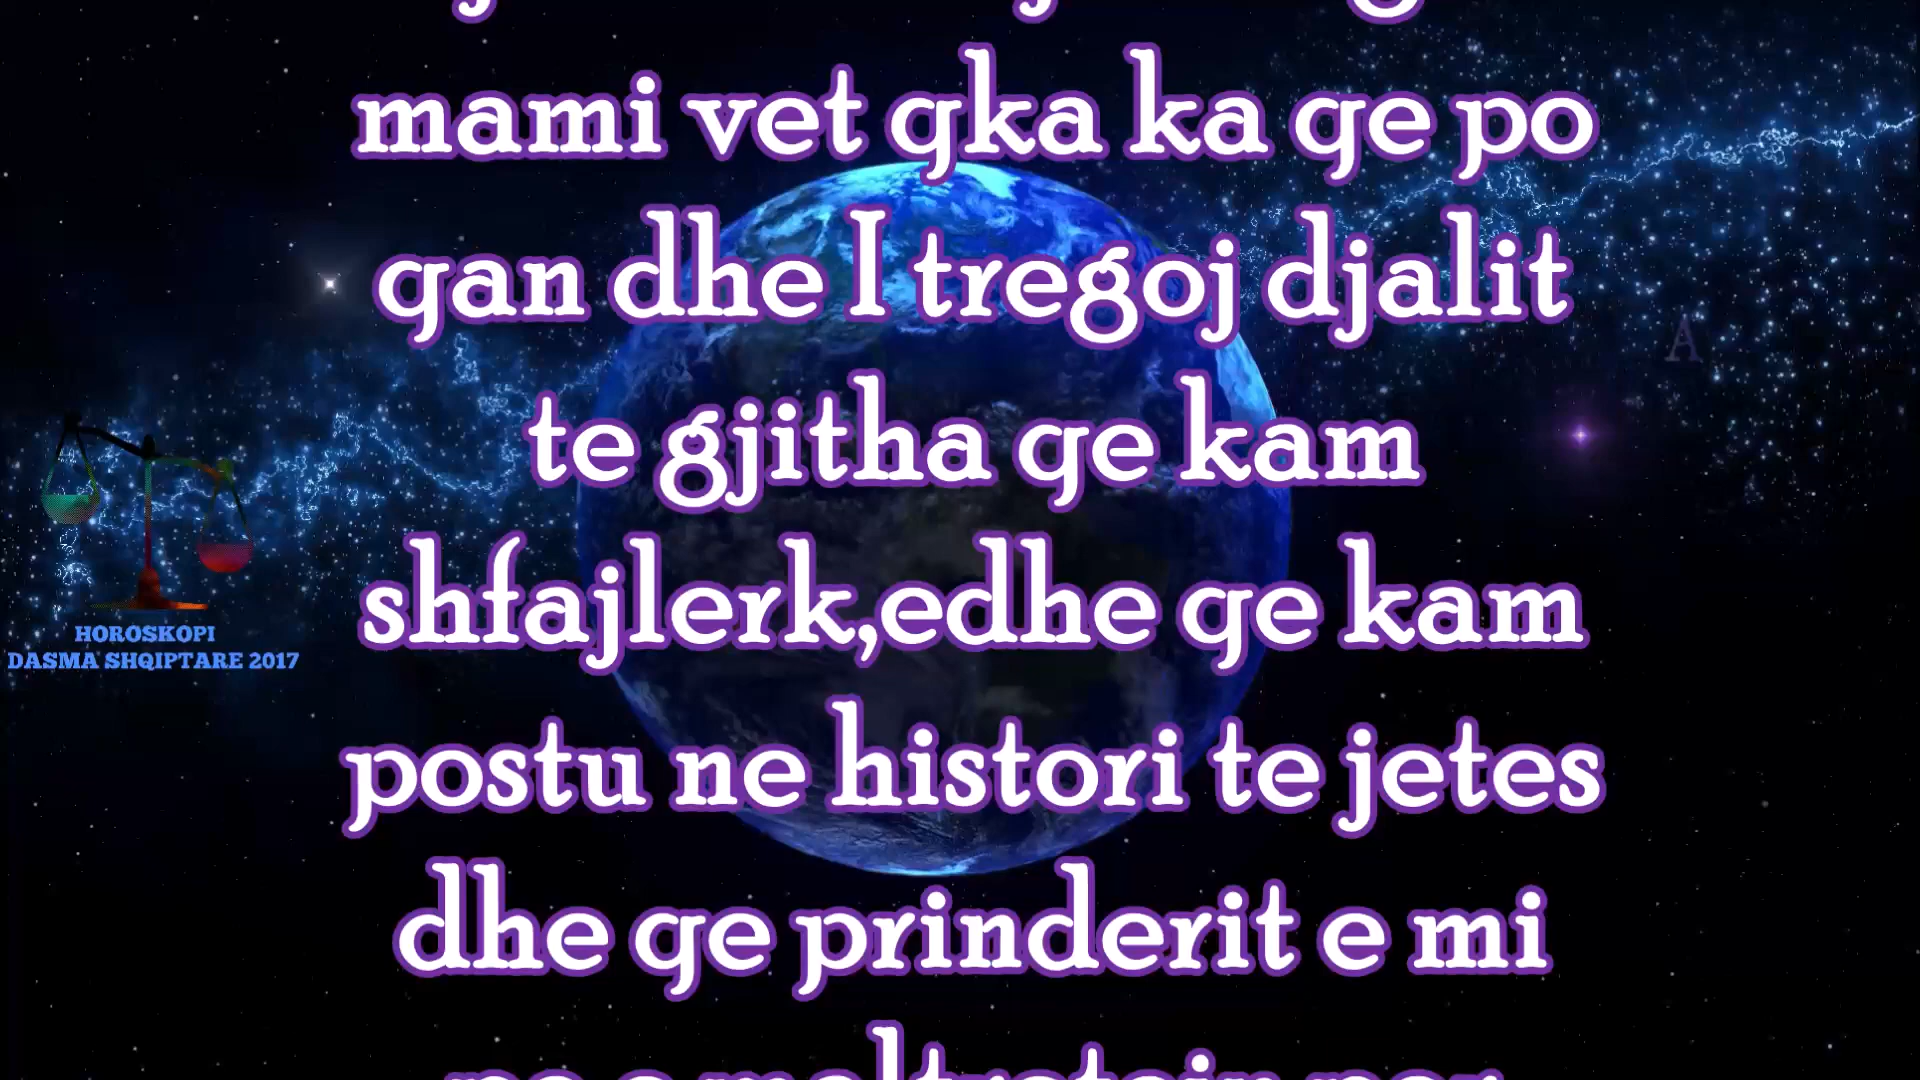 mami vet qka ka qe po
qan dhe I tregoj djalit
te gjitha qe kam
shfajlerk,edhe qe kam
postu ne histori te jetes
dhe qe prinderit e mi
A
HOROSKOPI
DASMA SHQIPTARE 2017